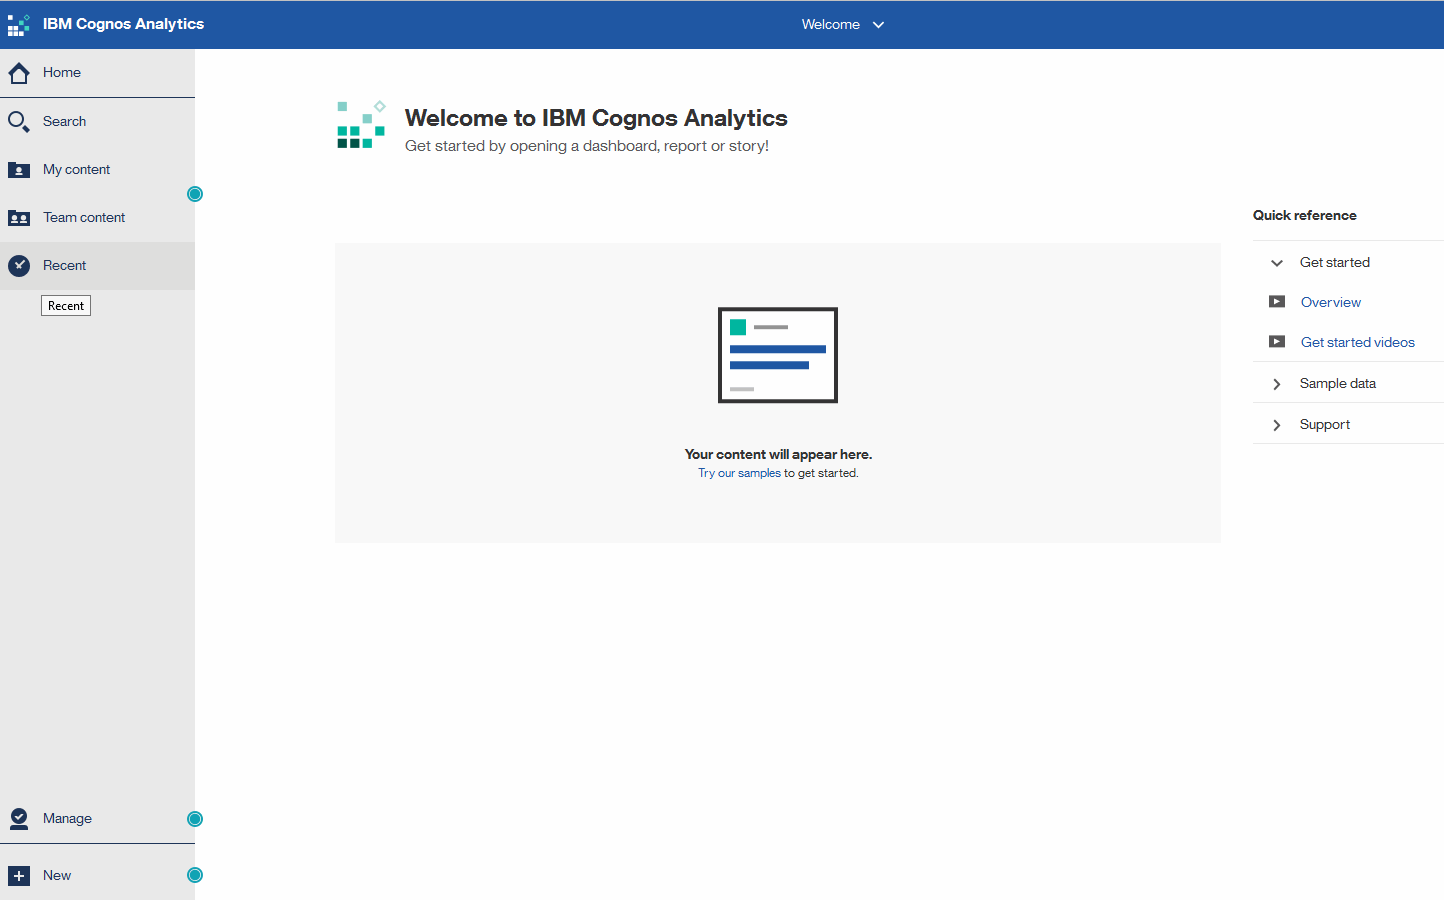 IBM Cognos Analytics
Welcome
Home
Search
My content
Team content
Recent
Recent
Manage
New
Welcome to IBM Cognos Analytics
Get started by opening a dashboard, report or story!
Your content will appear here.
Try our samples to get started.
Quick reference
Get started
Overview
Get started videos
Sample data
Support